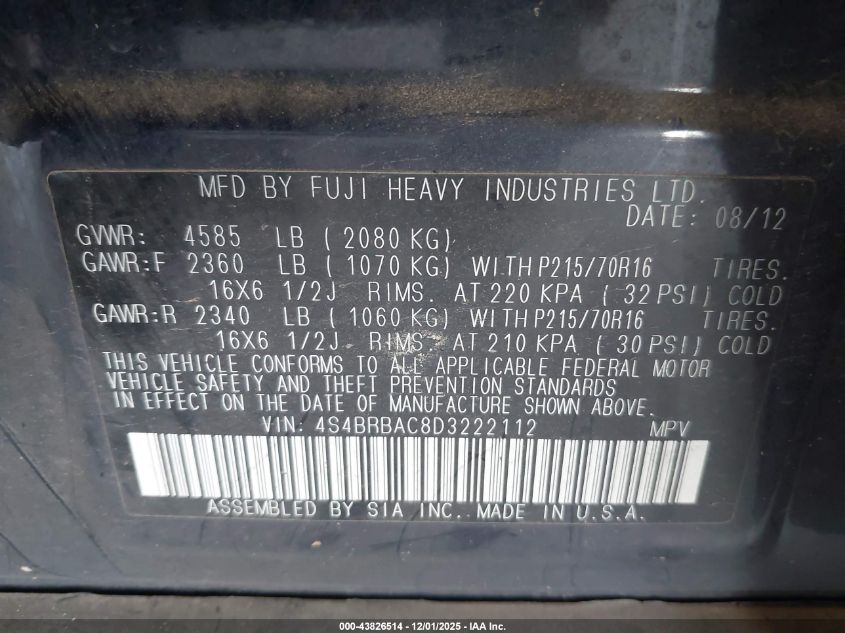 MFD BY FUJI HEAVY INDUSTRIES LTD.
DATE: 08/12
GVWR: 4585 LB ( 2080 KG)
GAWR:F 2360 LB ( 1070 KG) WITH P215/70R16 TIRES.
16X6 1/2J RIMS. AT 220 KPA ( 32 PSI) COLD
GAWR:R 2340 LB ( 1060 KG) WITH P215/70R16 TIRES.
16X6 1/2J RIMS. AT 210 KPA ( 30 PSI) COLD
THIS VEHICLE CONFORMS TO ALL APPLICABLE FEDERAL MOTOR
VEHICLE SAFETY AND THEFT PREVENTION STANDARDS
IN EFFECT ON THE DATE OF MANUFACTURE SHOWN ABOVE.
VIN: 4S4BRBAC8D3222112 MPV
ASSEMBLED BY SIA INC. MADE IN U.S.A.
000-43826514 - 12/01/2025 - IAA Inc.